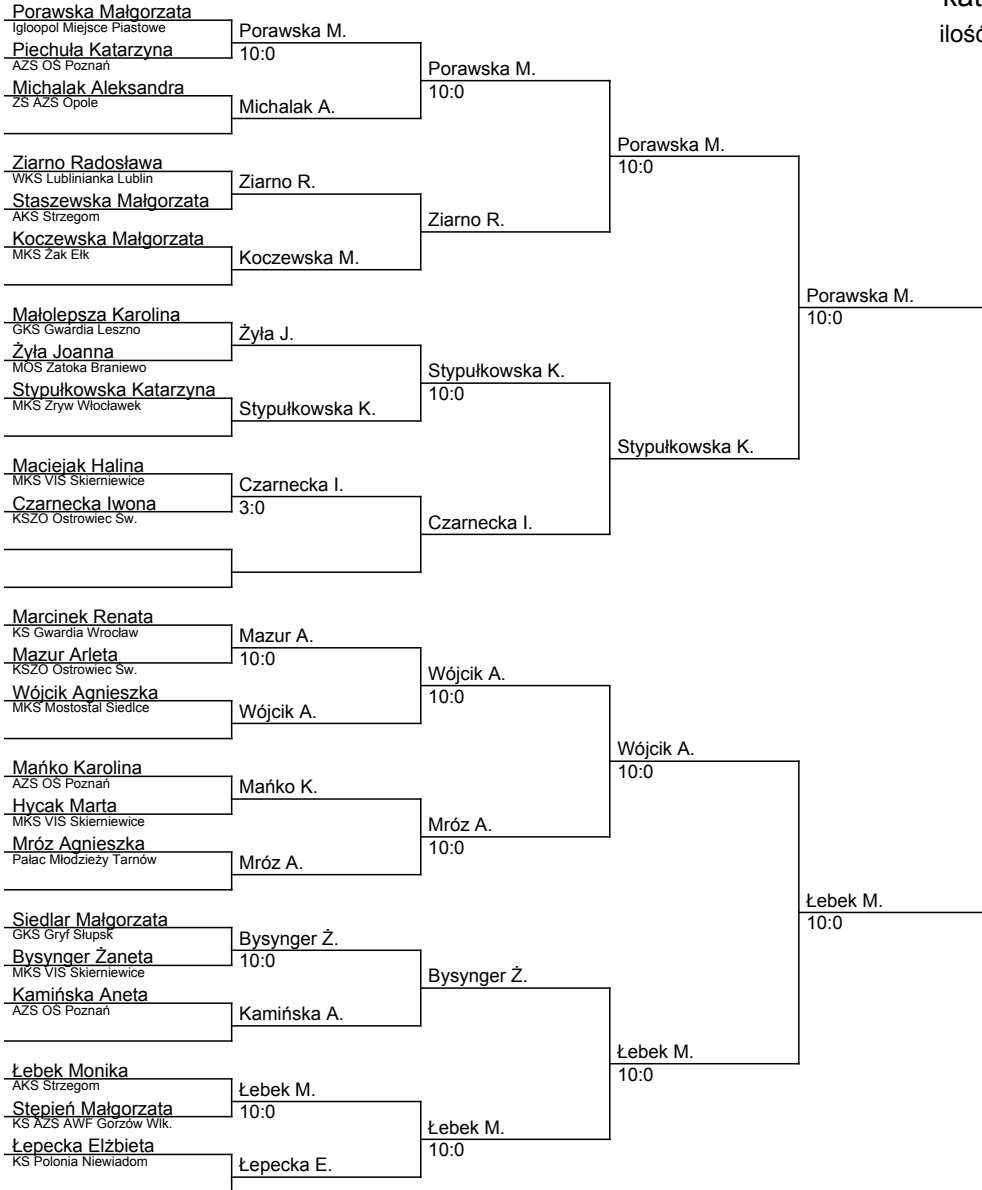 Porawska Małgorzata
Igloopol Miejsce Piastowe
Piechuła Katarzyna
AZS OŚ Poznań
Michalak Aleksandra
ZS AZS Opole
Ziarno Radosława
WKS Lublinianka Lublin
Staszewska Małgorzata
AKS Strzegom
Koczewska Małgorzata
MKS Żak Ełk
Małolepsza Karolina
GKS Gwardia Leszno
Żyła Joanna
MOS Zatoka Braniewo
Stypułkowska Katarzyna
MKS Zryw Włocławek
Maciejak Halina
MKS VIS Skierniewice
Czarnecka Iwona
KSZO Ostrowiec Św.
Marcinek Renata
KS Gwardia Wrocław
Mazur Arleta
KSZO Ostrowiec Św.
Wójcik Agnieszka
MKS Mostostal Siedlce
Mańko Karolina
AZS OŚ Poznań
Hycak Marta
MKS VIS Skierniewice
Mróz Agnieszka
Pałac Młodzieży Tarnów
Siedlar Małgorzata
GKS Gryf Słupsk
Bysynger Żaneta
MKS VIS Skierniewice
Kamińska Aneta
AZS OŚ Poznań
Łebek Monika
AKS Strzegom
Stępień Małgorzata
KS AZS AWF Gorzów Wlk.
Łepecka Elżbieta
KS Polonia Niewiadom
Porawska M.
10:0
Michalak A.
Ziarno R.
Koczewska M.
Żyła J.
Stypułkowska K.
Czarnecka I.
3:0
Mazur A.
10:0
Wójcik A.
Mańko K.
Mróz A.
Bysynger Ż.
10:0
Kamińska A.
Łebek M.
10:0
Łepecka E.
Porawska M.
10:0
Ziarno R.
Stypułkowska K.
10:0
Czarnecka I.
Wójcik A.
10:0
Mróz A.
10:0
Bysynger Ż.
Łebek M.
10:0
Porawska M.
10:0
Stypułkowska K.
Wójcik A.
10:0
Łebek M.
10:0
Porawska M.
10:0
Łebek M.
10:0